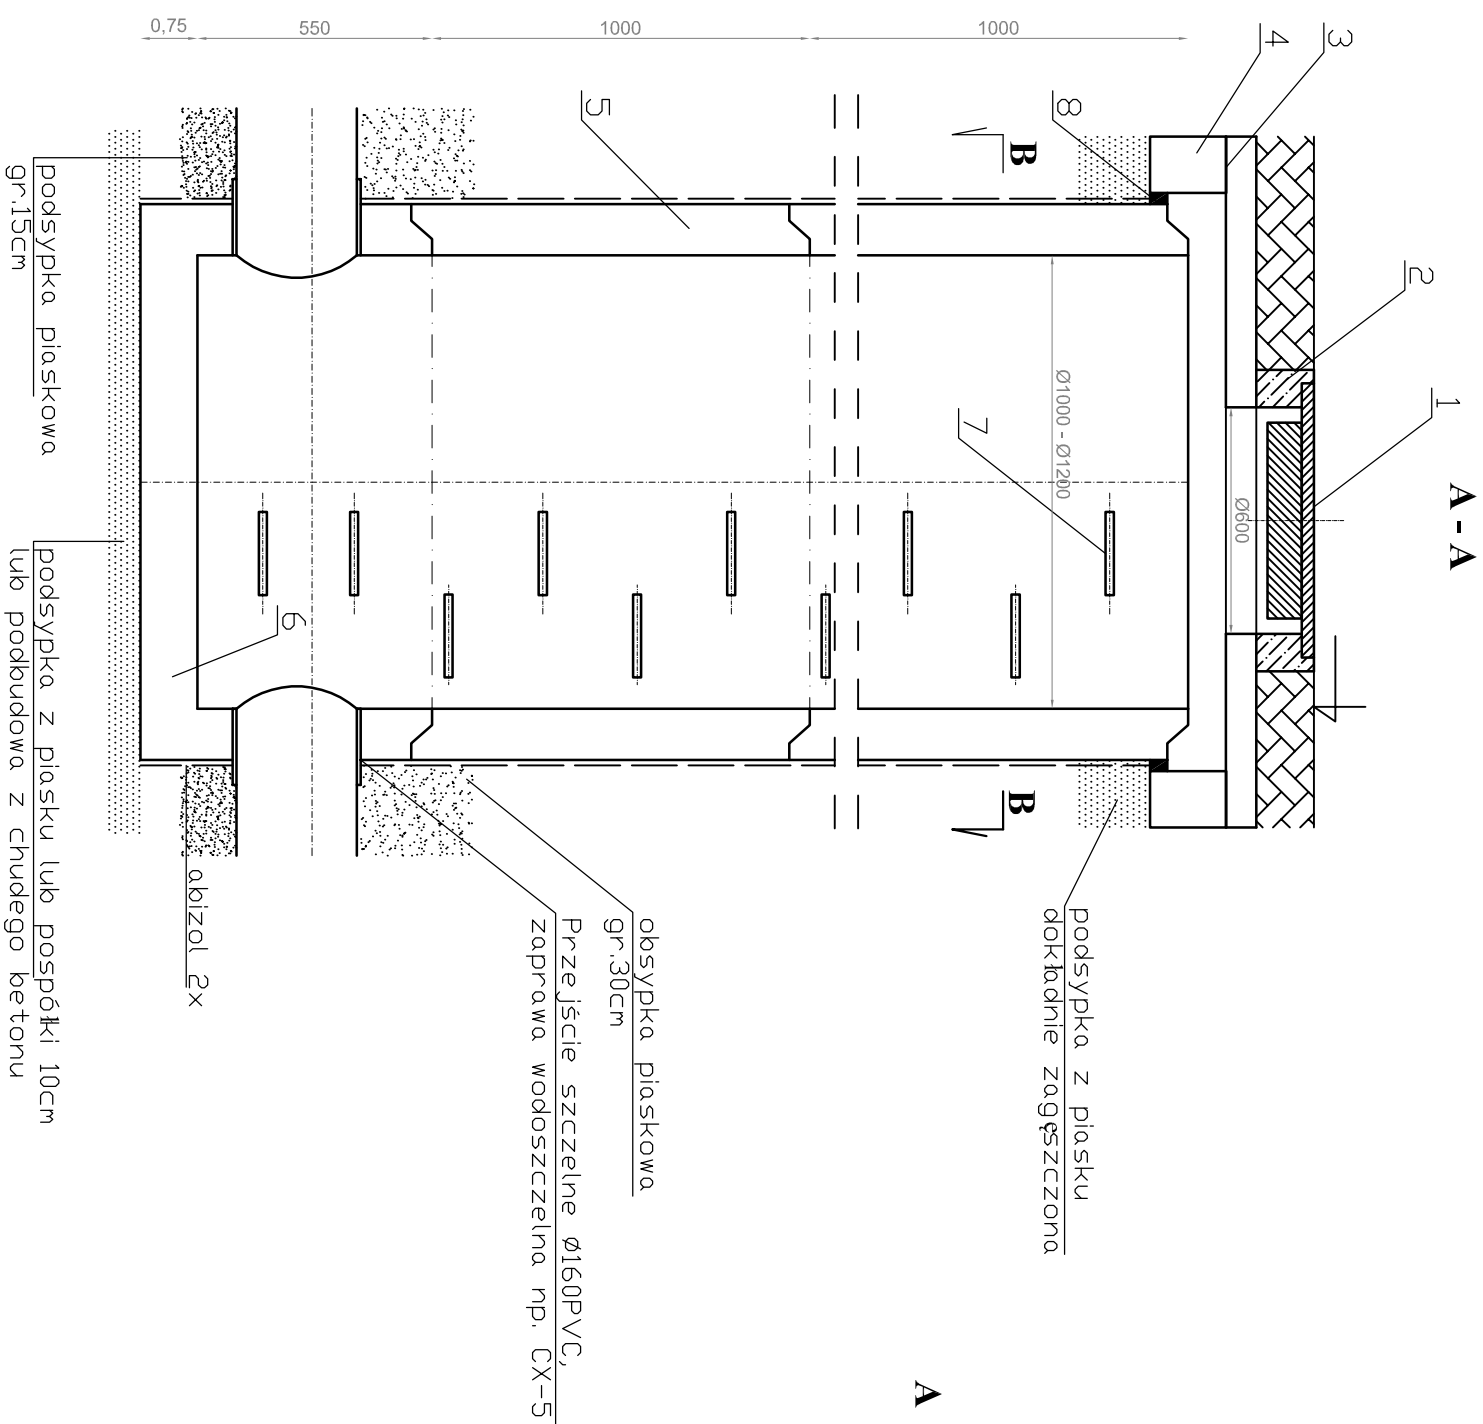 A - A
1
2
3
4
8
5
7
6
B
B
A
0,75
550
1000
1000
Ø600
Ø1000 - Ø1200
podsypka z piasku
dokładnie zagęszczona
obsypka piaskowa
gr.30cm
Przejście szczelne Ø160PVC,
zaprawa wodoszczelna np. CX-5
abizol 2x
podsypka piaskowa
gr.15cm
podsypka z piasku lub pospółki 10cm
lub podbudowa z chudego betonu